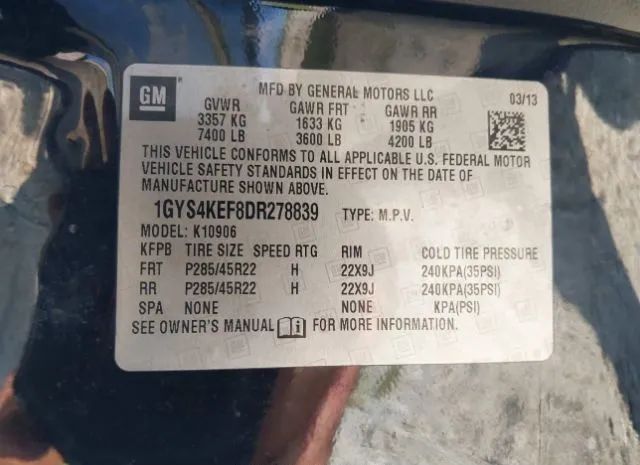 GM
MFD BY GENERAL MOTORS LLC
03/13
GVWR GAWR FRT GAWR RR
3357 KG 1633 KG 1905 KG
7400 LB 3600 LB 4200 LB
THIS VEHICLE CONFORMS TO ALL APPLICABLE U.S. FEDERAL MOTOR
VEHICLE SAFETY STANDARDS IN EFFECT ON THE DATE OF
MANUFACTURE SHOWN ABOVE.
1GYS4KEF8DR278839 TYPE: M.P.V.
MODEL: K10906
KFPB TIRE SIZE SPEED RTG RIM COLD TIRE PRESSURE
FRT P285/45R22 H 22X9J 240KPA(35PSI)
RR P285/45R22 H 22X9J 240KPA(35PSI)
SPA NONE NONE KPA(PSI)
SEE OWNER'S MANUAL FOR MORE INFORMATION.